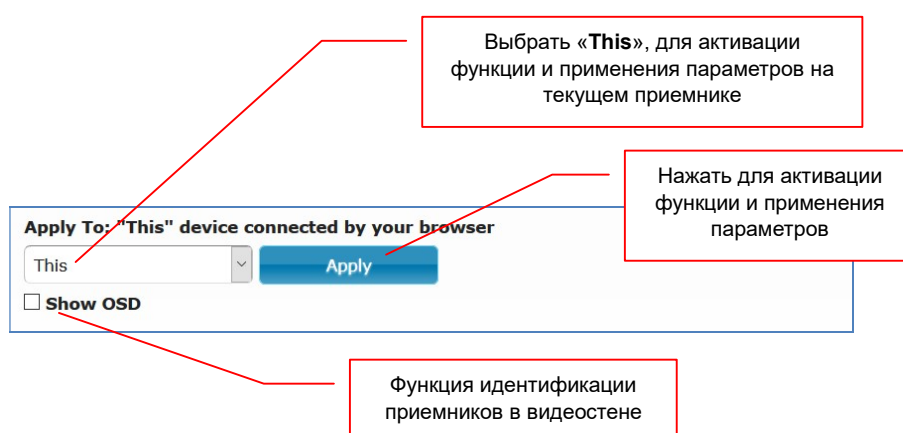 Выбрать «This», для активации
функции и применения параметров на
текущем приемнике
Нажать для активации
функции и применения
параметров
Apply To: "This" device connected by your browser
This
Apply
Show OSD
Функция идентификации
приемников в видеостене